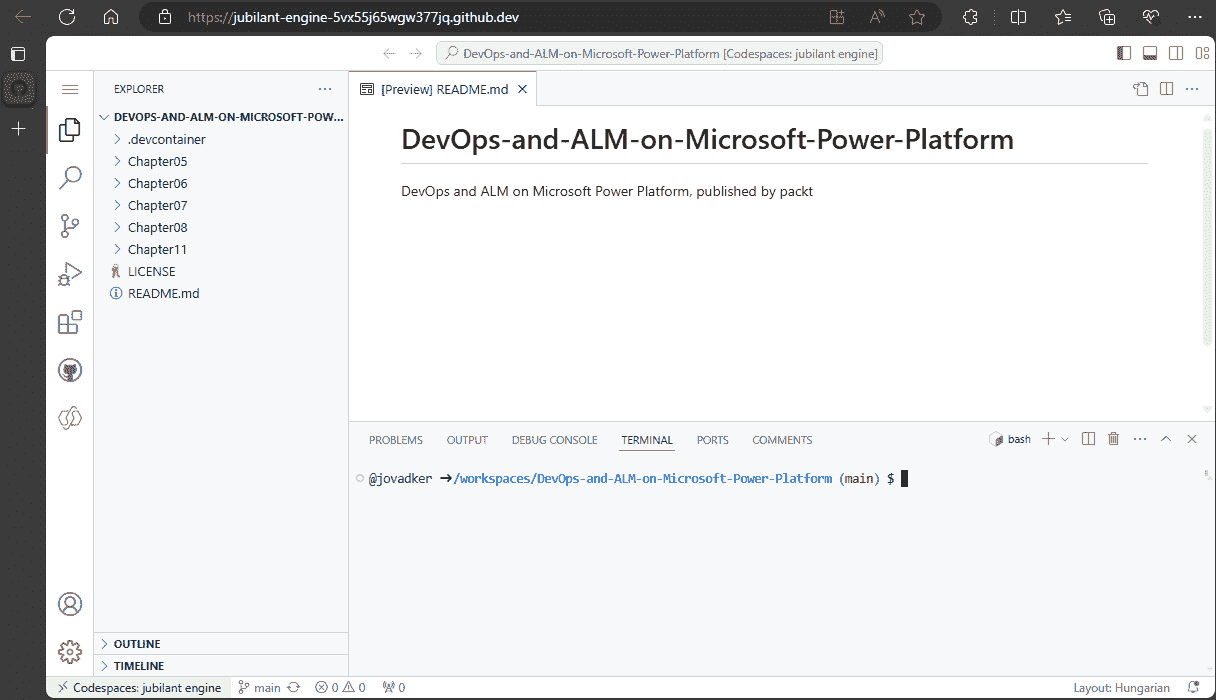 https://jubilant-engine-5vx55j65wgw377jq.github.dev
DevOps-and-ALM-on-Microsoft-Power-Platform [Codespaces: jubilant engine]
EXPLORER
[Preview] README.md
DEVOPS-AND-ALM-ON-MICROSOFT-POW...
.devcontainer
Chapter05
Chapter06
Chapter07
Chapter08
Chapter11
LICENSE
README.md
DevOps-and-ALM-on-Microsoft-Power-Platform
DevOps and ALM on Microsoft Power Platform, published by packt
PROBLEMS OUTPUT DEBUG CONSOLE TERMINAL PORTS COMMENTS bash
@jovadker ➜/workspaces/DevOps-and-ALM-on-Microsoft-Power-Platform (main) $
OUTLINE
TIMELINE
Codespaces: jubilant engine main 0 0 0 Layout: Hungarian